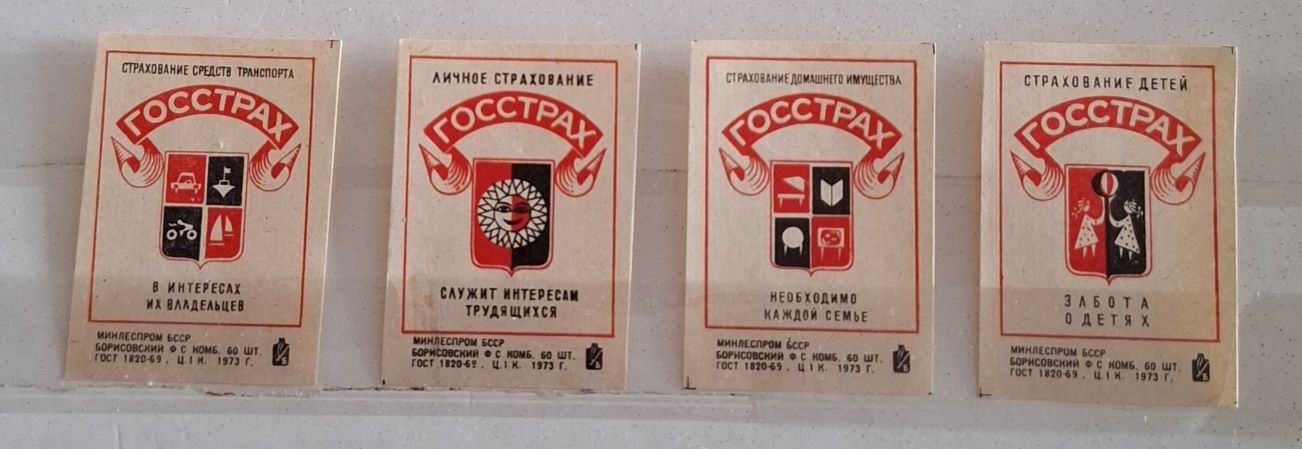 СТРАХОВАНИЕ СРЕДСТВ ТРАНСПОРТА
ГОССТРАХ
В ИНТЕРЕСАХ
ИХ ВЛАДЕЛЬЦЕВ
МИНЛЕСПРОМ БССР
БОРИСОВСКИЙ Ф С КОМБ. 60 ШТ.
ГОСТ 1820-69. Ц. 1 К. 1973 Г.
Б
ЛИЧНОЕ СТРАХОВАНИЕ
ГОССТРАХ
СЛУЖИТ ИНТЕРЕСАМ
ТРУДЯЩИХСЯ
МИНЛЕСПРОМ БССР
БОРИСОВСКИЙ Ф С КОМБ. 60 ШТ.
ГОСТ 1820-69. Ц. 1 К. 1973 Г.
Б
СТРАХОВАНИЕ ДОМАШНЕГО ИМУЩЕСТВА
ГОССТРАХ
НЕОБХОДИМО
КАЖДОЙ СЕМЬЕ
МИНЛЕСПРОМ БССР
БОРИСОВСКИЙ Ф С КОМБ. 60 ШТ.
ГОСТ 1820-69. Ц. 1 К. 1973 Г.
Б
СТРАХОВАНИЕ ДЕТЕЙ
ГОССТРАХ
ЗАБОТА
О ДЕТЯХ
МИНЛЕСПРОМ БССР
БОРИСОВСКИЙ Ф С КОМБ. 60 ШТ.
ГОСТ 1820-69. Ц. 1 К. 1973 Г.
Б